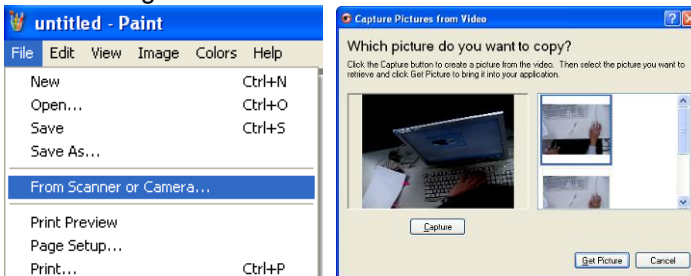 untitled - Paint
File Edit View Image Colors Help
New Ctrl+N
Open... Ctrl+O
Save Ctrl+S
Save As...
From Scanner or Camera...
Print Preview
Page Setup...
Print... Ctrl+P
Capture Pictures from Video
Which picture do you want to copy?
Click the Capture button to create a picture from the video. Then select the picture you want to
retrieve and click Get Picture to bring it into your application.
Capture
Get Picture Cancel